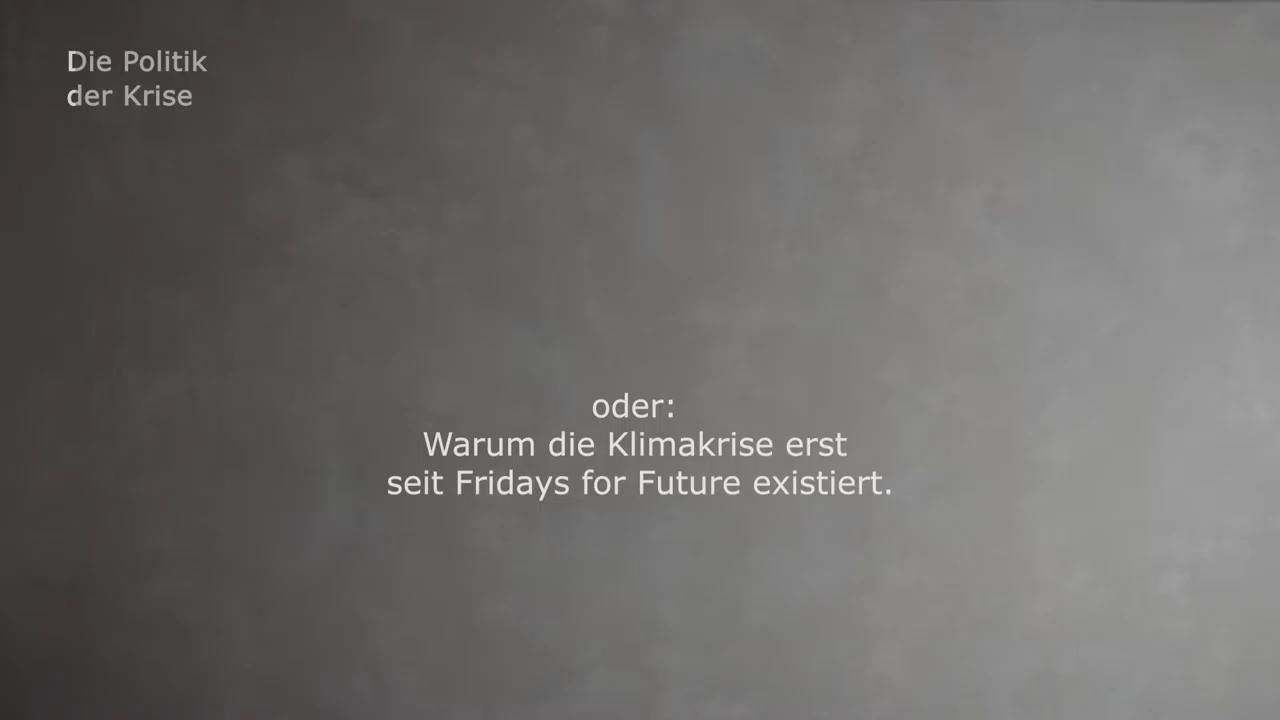 Die Politik
der Krise
oder:
Warum die Klimakrise erst
seit Fridays for Future existiert.